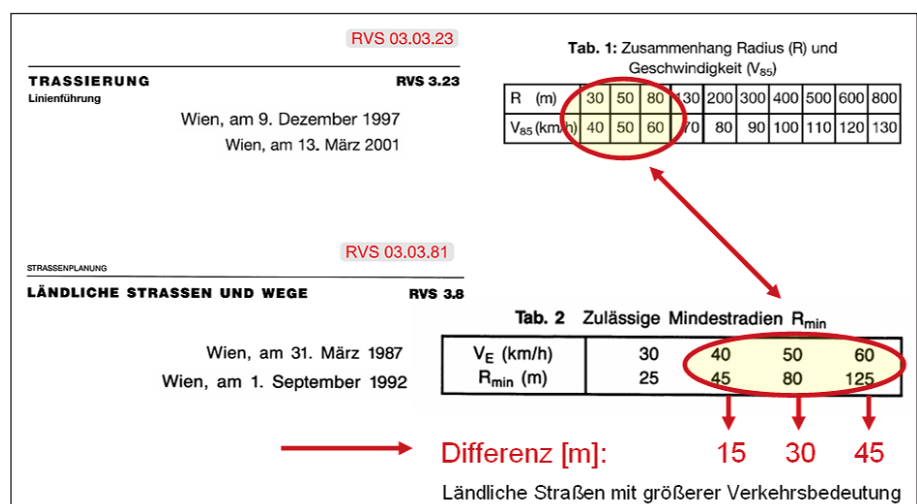 RVS 03.03.23
TRASSIERUNG RVS 3.23
Linienführung
Wien, am 9. Dezember 1997
Wien, am 13. März 2001
Tab. 1: Zusammenhang Radius (R) und
Geschwindigkeit (V85)
R (m) 30 50 80 130 200 300 400 500 600 800
V85 (km/h) 40 50 60 70 80 90 100 110 120 130
RVS 03.03.81
STRASSENPLANUNG
LÄNDLICHE STRASSEN UND WEGE RVS 3.8
Wien, am 31. März 1987
Wien, am 1. September 1992
Tab. 2 Zulässige Mindestradien Rmin
VE (km/h) 30 40 50 60
Rmin (m) 25 45 80 125
Differenz [m]: 15 30 45
Ländliche Straßen mit größerer Verkehrsbedeutung